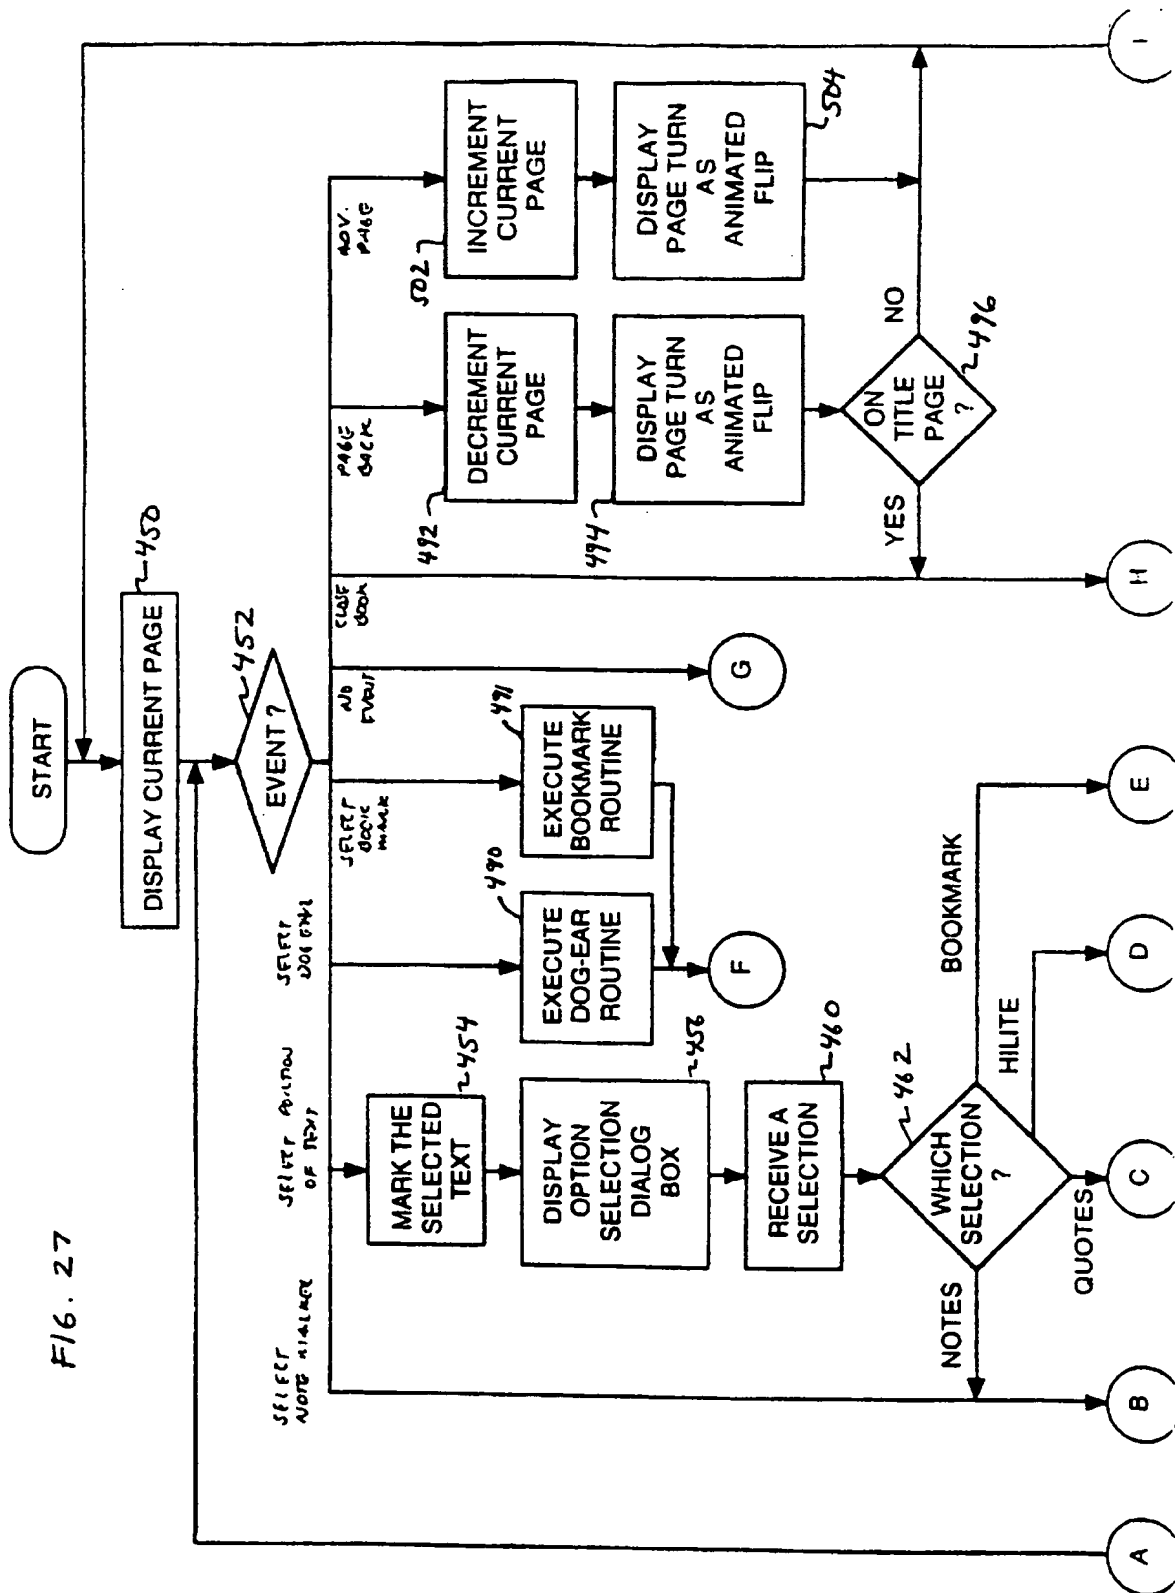 FIG. 27
START
DISPLAY CURRENT PAGE
450
EVENT ?
452
SELECT
NOTE MARKER
SELECT PORTION
OF TEXT
SELECT
DOG EAR
SELECT
BOOK
MARK
NO
EVENT
CLOSE
BOOK
PAGE
BACK
ADV.
PAGE
MARK THE
SELECTED
TEXT
454
DISPLAY
OPTION
SELECTION
DIALOG
BOX
456
RECEIVE A
SELECTION
460
WHICH
SELECTION
?
462
NOTES
QUOTES
HILITE
BOOKMARK
EXECUTE
DOG-EAR
ROUTINE
490
EXECUTE
BOOKMARK
ROUTINE
491
492
DECREMENT
CURRENT
PAGE
494
DISPLAY
PAGE TURN
AS
ANIMATED
FLIP
ON
TITLE
PAGE
?
496
YES
NO
502
INCREMENT
CURRENT
PAGE
DISPLAY
PAGE TURN
AS
ANIMATED
FLIP
504
F
G
A
B
C
D
E
H
I